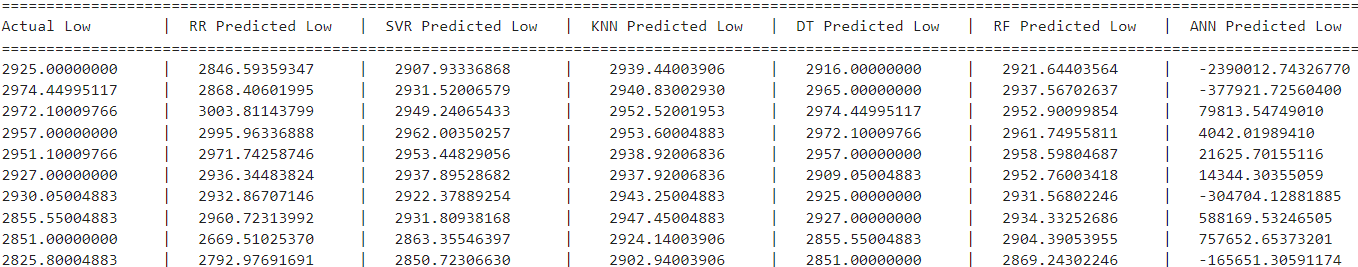 ====================================================================================================================================================
Actual Low | RR Predicted Low | SVR Predicted Low | KNN Predicted Low | DT Predicted Low | RF Predicted Low | ANN Predicted Low
====================================================================================================================================================
2925.00000000 | 2846.59359347 | 2907.93336868 | 2939.44003906 | 2916.00000000 | 2921.64403564 | -2390012.74326770
2974.44995117 | 2868.40601995 | 2931.52006579 | 2940.83002930 | 2965.00000000 | 2937.56702637 | -377921.72560400
2972.10009766 | 3003.81143799 | 2949.24065433 | 2952.52001953 | 2974.44995117 | 2952.90099854 | 79813.54749010
2957.00000000 | 2995.96336888 | 2962.00350257 | 2953.60004883 | 2972.10009766 | 2961.74955811 | 4042.01989410
2951.10009766 | 2971.74258746 | 2953.44829056 | 2938.92006836 | 2957.00000000 | 2958.59804687 | 21625.70155116
2927.00000000 | 2936.34483824 | 2937.89528682 | 2937.92006836 | 2909.05004883 | 2952.76003418 | 14344.30355059
2930.05004883 | 2932.86707146 | 2922.37889254 | 2943.25004883 | 2925.00000000 | 2931.56802246 | -304704.12881885
2855.55004883 | 2960.72313992 | 2931.80938168 | 2947.45004883 | 2927.00000000 | 2934.33252686 | 588169.53246505
2851.00000000 | 2669.51025370 | 2863.35546397 | 2924.14003906 | 2855.55004883 | 2904.39053955 | 757652.65373201
2825.80004883 | 2792.97691691 | 2850.72306630 | 2902.94003906 | 2851.00000000 | 2869.24302246 | -165651.30591174